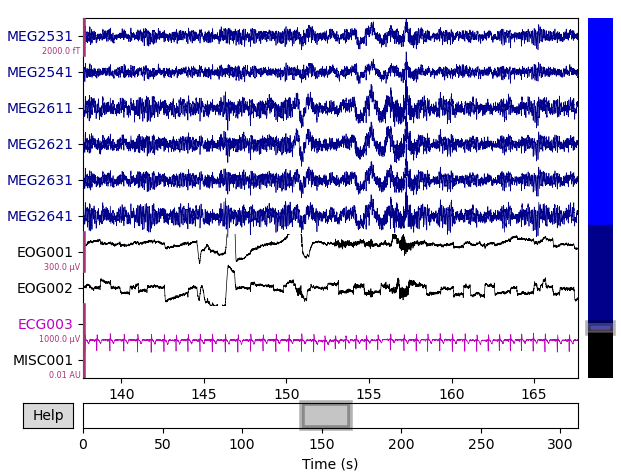 MEG2531
2000.0 fT
MEG2541
MEG2611
MEG2621
MEG2631
MEG2641
EOG001
300.0 µV
EOG002
ECG003
1000.0 µV
MISC001
0.01 AU
140 145 150 155 160 165
Help
0 50 100 150 200 250 300
Time (s)